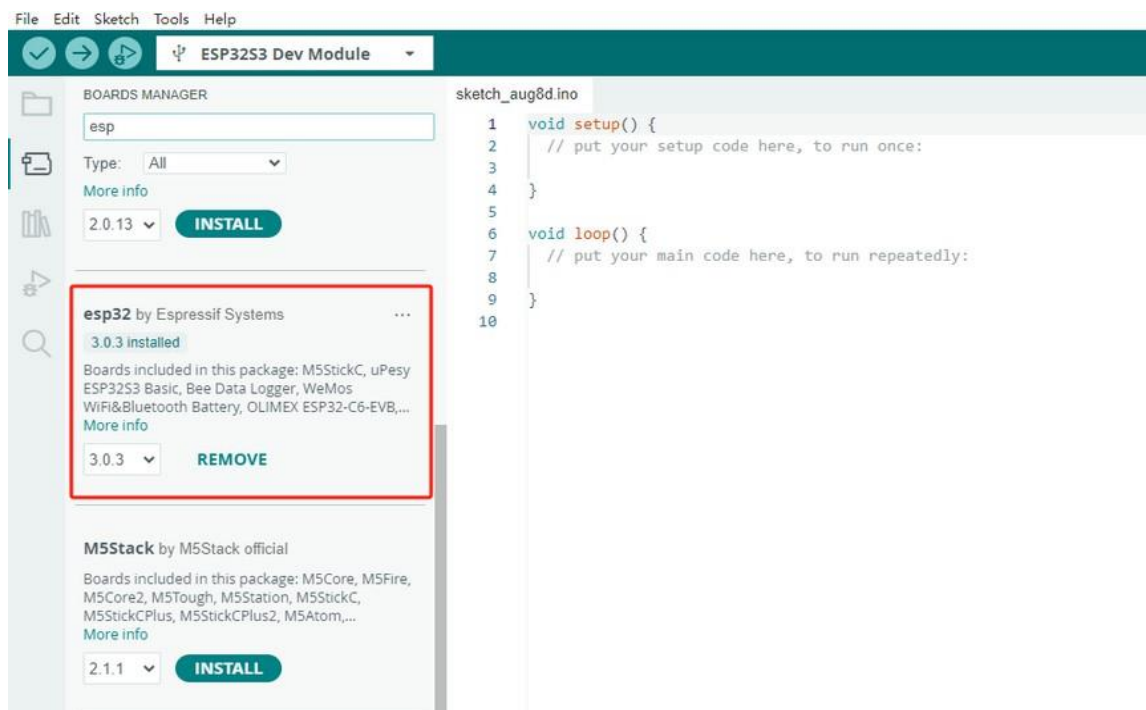 File Edit Sketch Tools Help
ESP32S3 Dev Module
BOARDS MANAGER
esp
Type: All
More info
2.0.13 INSTALL
esp32 by Espressif Systems ...
3.0.3 installed
Boards included in this package: M5StickC, uPesy
ESP32S3 Basic, Bee Data Logger, WeMos
WiFi&Bluetooth Battery, OLIMEX ESP32-C6-EVB,...
More info
3.0.3 REMOVE
M5Stack by M5Stack official
Boards included in this package: M5Core, M5Fire,
M5Core2, M5Tough, M5Station, M5StickC,
M5StickCPlus, M5StickCPlus2, M5Atom,...
More info
2.1.1 INSTALL
sketch_aug8d.ino
1 void setup() {
2 // put your setup code here, to run once:
3
4 }
5
6 void loop() {
7 // put your main code here, to run repeatedly:
8
9 }
10